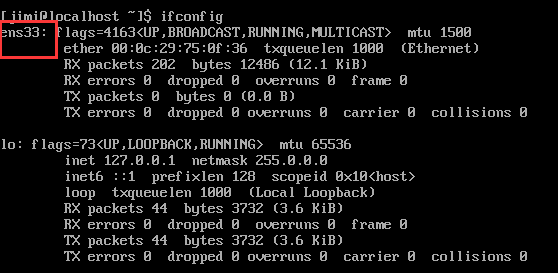 [jimi@localhost ~]$ ifconfig
ens33: flags=4163<UP,BROADCAST,RUNNING,MULTICAST>  mtu 1500
        ether 00:0c:29:75:0f:36  txqueuelen 1000  (Ethernet)
        RX packets 202  bytes 12486 (12.1 KiB)
        RX errors 0  dropped 0  overruns 0  frame 0
        TX packets 0  bytes 0 (0.0 B)
        TX errors 0  dropped 0 overruns 0  carrier 0  collisions 0

lo: flags=73<UP,LOOPBACK,RUNNING>  mtu 65536
        inet 127.0.0.1  netmask 255.0.0.0
        inet6 ::1  prefixlen 128  scopeid 0x10<host>
        loop  txqueuelen 1000  (Local Loopback)
        RX packets 44  bytes 3732 (3.6 KiB)
        RX errors 0  dropped 0  overruns 0  frame 0
        TX packets 44  bytes 3732 (3.6 KiB)
        TX errors 0  dropped 0 overruns 0  carrier 0  collisions 0